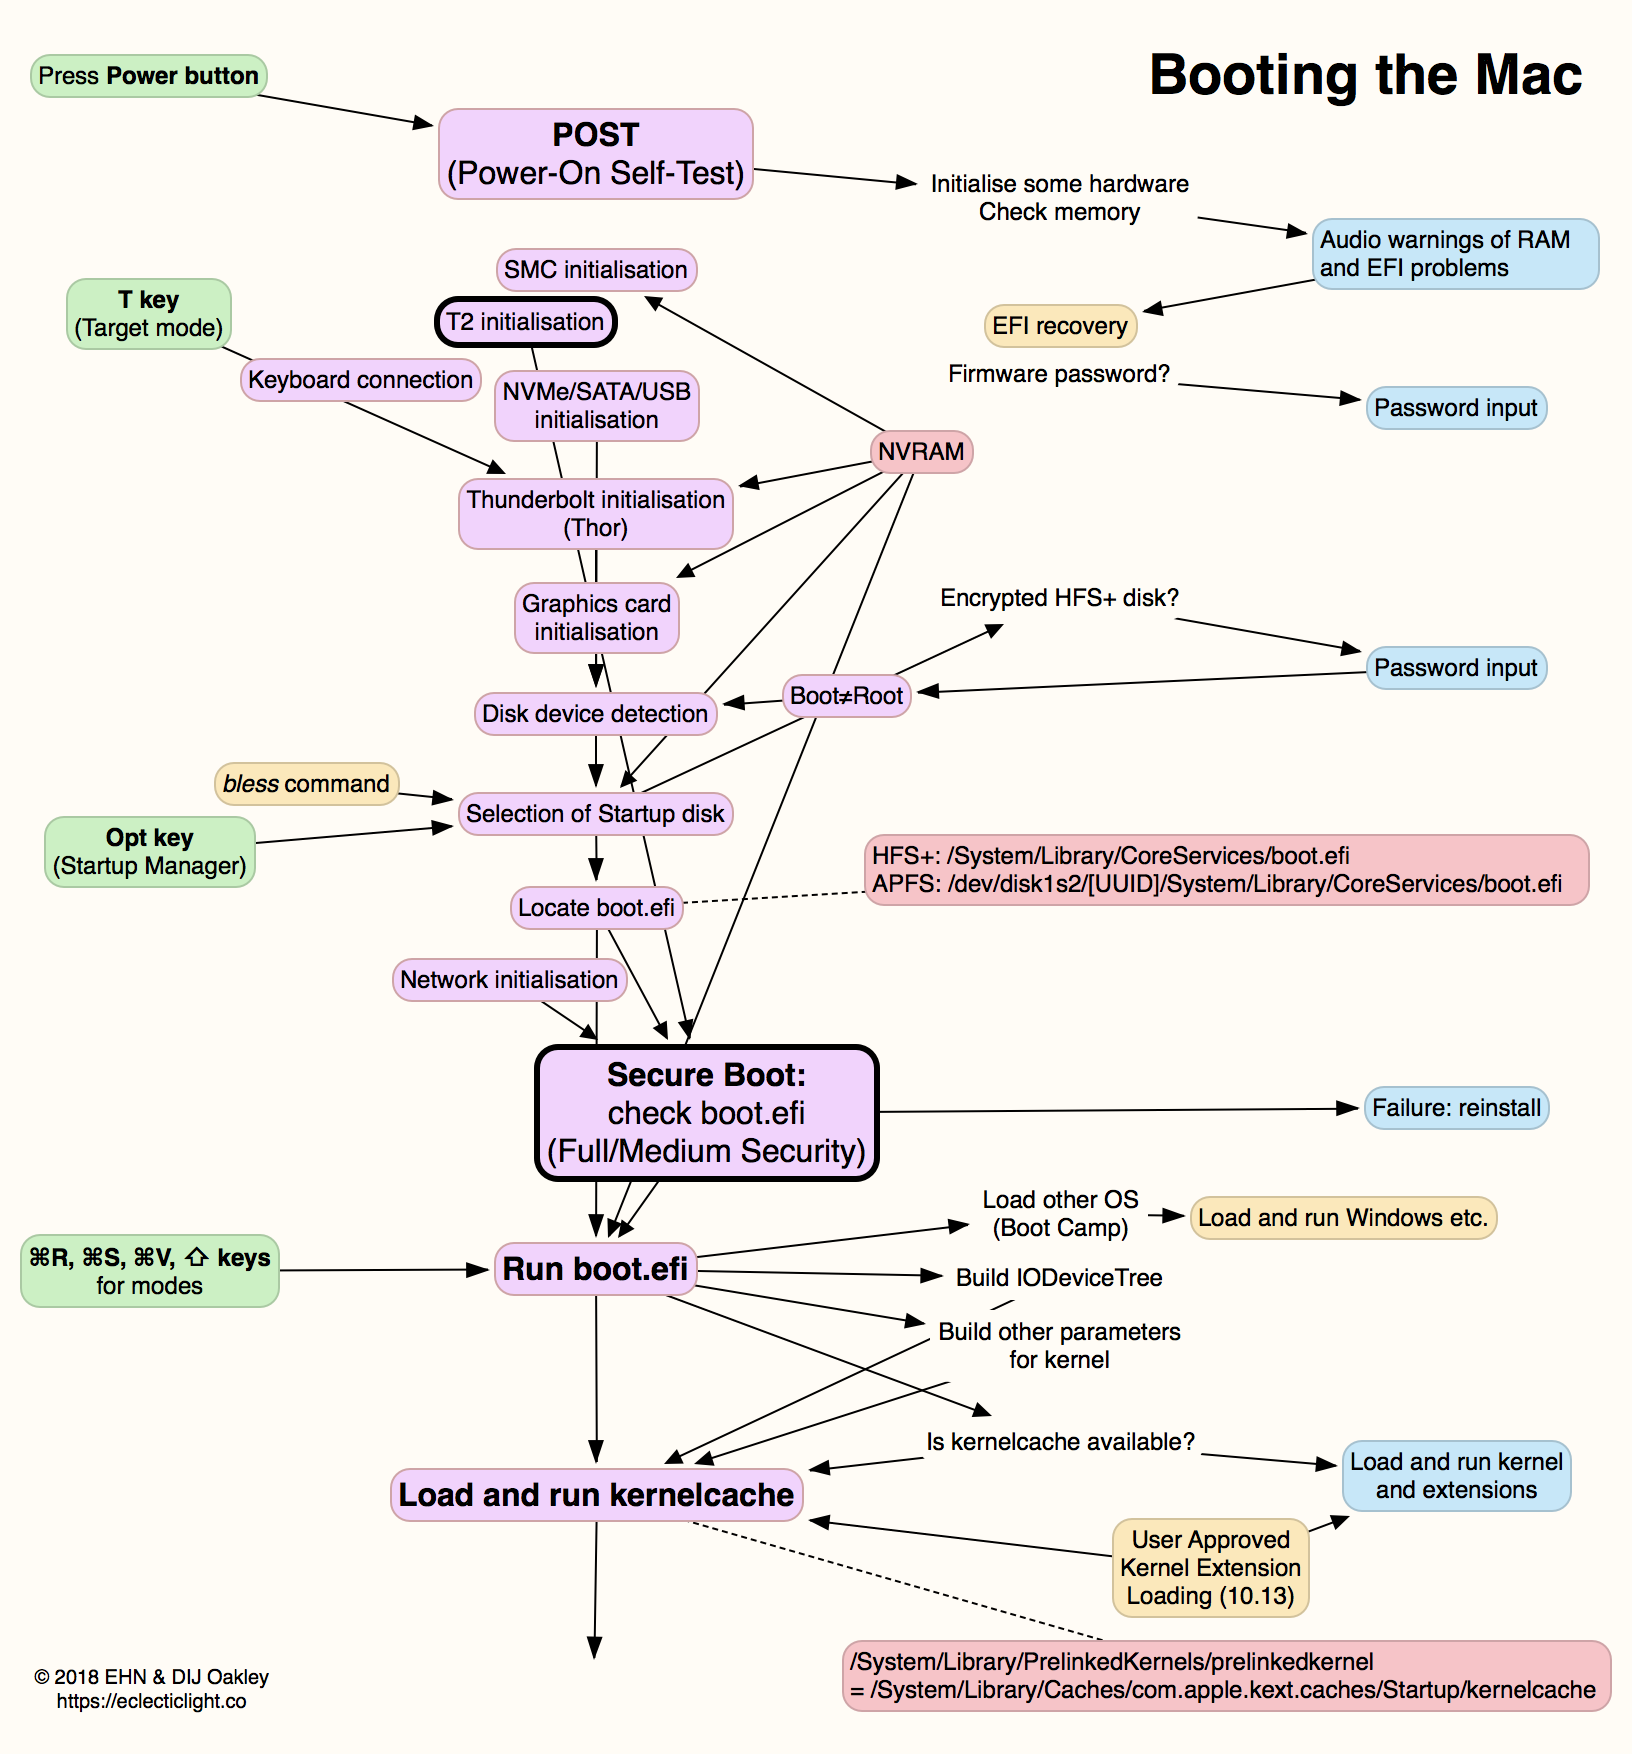 Booting the Mac
Press Power button
POST
(Power-On Self-Test)
Initialise some hardware
Check memory
Audio warnings of RAM
and EFI problems
SMC initialisation
T key
(Target mode)
T2 initialisation
EFI recovery
Keyboard connection
Firmware password?
NVMe/SATA/USB
initialisation
Password input
NVRAM
Thunderbolt initialisation
(Thor)
Graphics card
initialisation
Encrypted HFS+ disk?
Password input
Boot≠Root
Disk device detection
bless command
Selection of Startup disk
Opt key
(Startup Manager)
HFS+: /System/Library/CoreServices/boot.efi
APFS: /dev/disk1s2/[UUID]/System/Library/CoreServices/boot.efi
Locate boot.efi
Network initialisation
Secure Boot:
check boot.efi
(Full/Medium Security)
Failure: reinstall
Load other OS
(Boot Camp)
Load and run Windows etc.
⌘R, ⌘S, ⌘V, ⇧ keys
for modes
Run boot.efi
Build IODeviceTree
Build other parameters
for kernel
Is kernelcache available?
Load and run kernel
and extensions
Load and run kernelcache
User Approved
Kernel Extension
Loading (10.13)
/System/Library/PrelinkedKernels/prelinkedkernel
= /System/Library/Caches/com.apple.kext.caches/Startup/kernelcache
© 2018 EHN & DIJ Oakley
https://eclecticlight.co